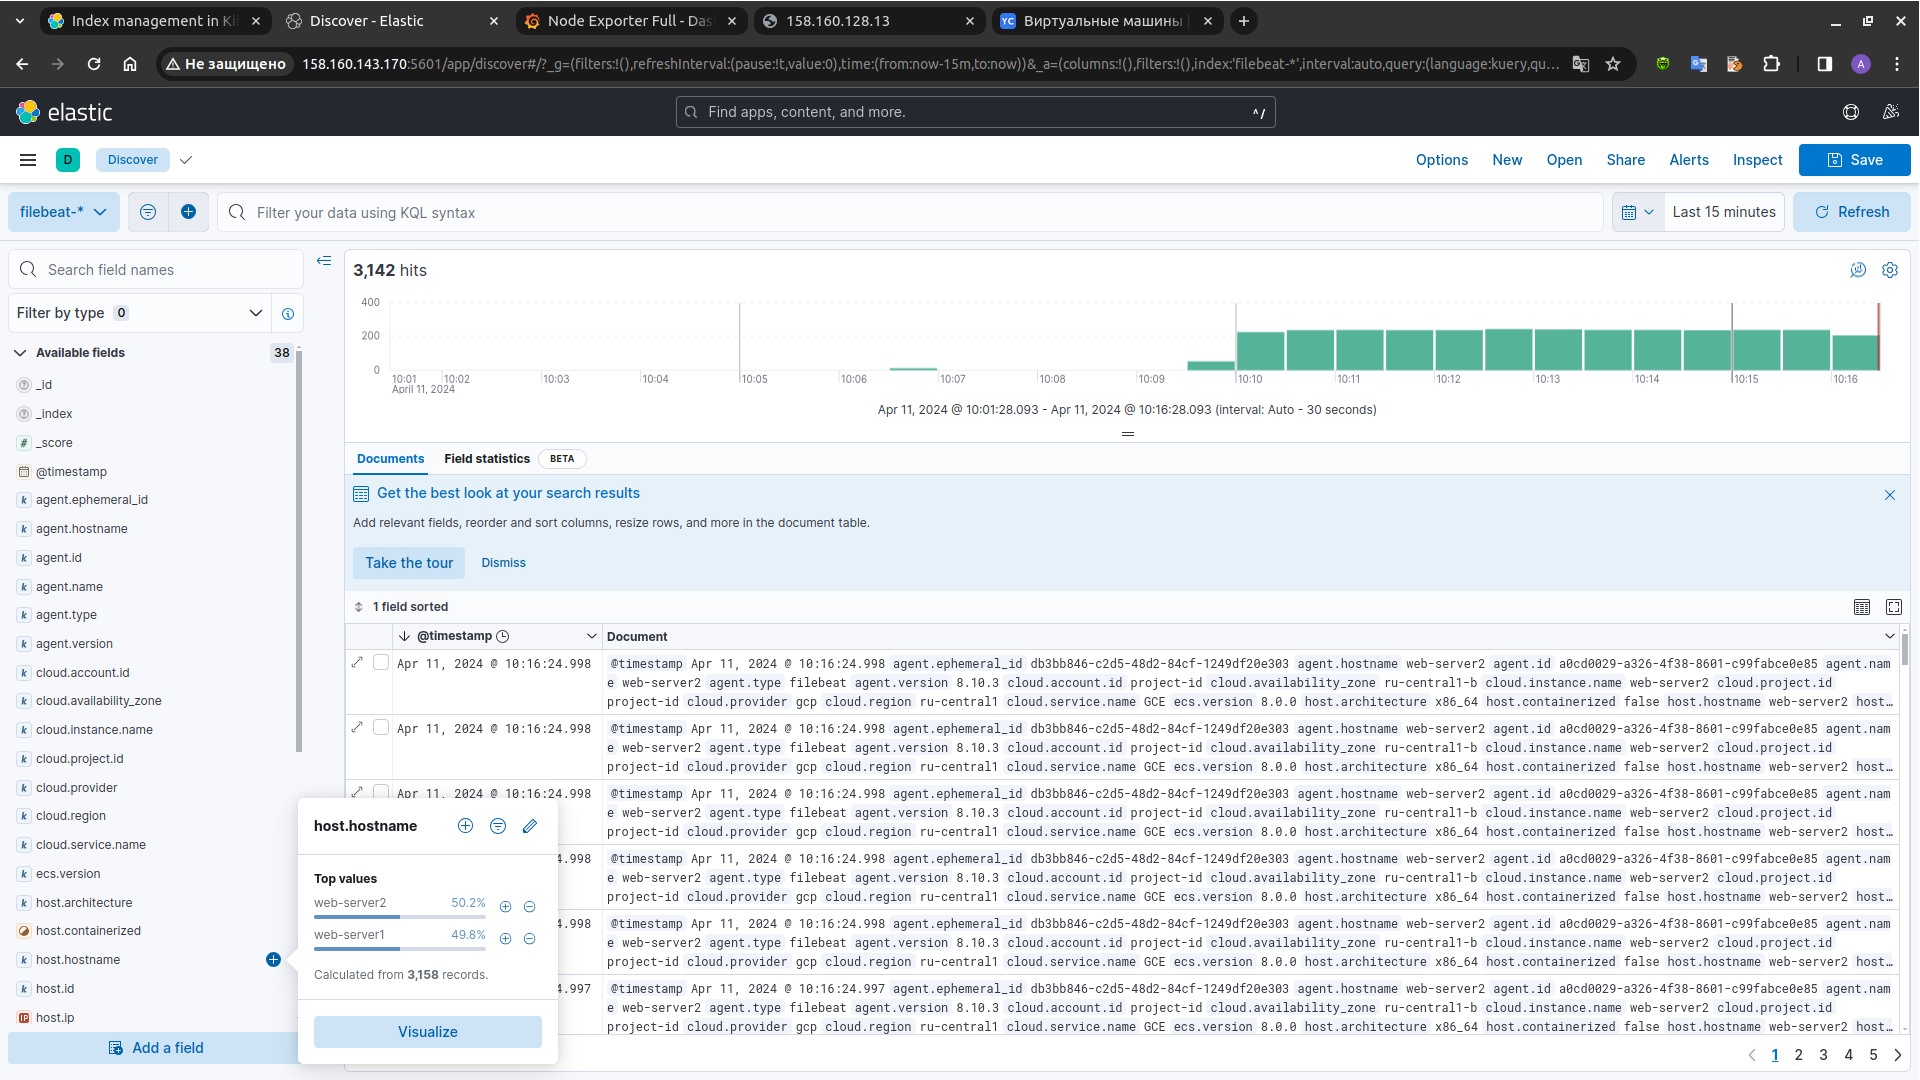 Index management in Ki
Discover - Elastic
Node Exporter Full - Das
158.160.128.13
YC Виртуальные машины
Не защищено 158.160.143.170:5601/app/discover#/?_g=(filters:!(),refreshInterval:(pause:!t,value:0),time:(from:now-15m,to:now))&_a=(columns:!(),filters:!(),index:'filebeat-*',interval:auto,query:(language:kuery,qu...
A
elastic
Find apps, content, and more.
^/
D
Discover
Options
New
Open
Share
Alerts
Inspect
Save
filebeat-*
Filter your data using KQL syntax
Last 15 minutes
Refresh
Search field names
Filter by type 0
Available fields 38
_id
_index
# _score
@timestamp
k agent.ephemeral_id
k agent.hostname
k agent.id
k agent.name
k agent.type
k agent.version
k cloud.account.id
k cloud.availability_zone
k cloud.instance.name
k cloud.project.id
k cloud.provider
k cloud.region
k cloud.service.name
k ecs.version
k host.architecture
host.containerized
k host.hostname
k host.id
IP host.ip
Add a field
host.hostname
Top values
web-server2 50.2%
web-server1 49.8%
Calculated from 3,158 records.
Visualize
3,142 hits
400
200
0
10:01 10:02 10:03 10:04 10:05 10:06 10:07 10:08 10:09 10:10 10:11 10:12 10:13 10:14 10:15 10:16
April 11, 2024
Apr 11, 2024 @ 10:01:28.093 - Apr 11, 2024 @ 10:16:28.093 (interval: Auto - 30 seconds)
Documents
Field statistics BETA
Get the best look at your search results
Add relevant fields, reorder and sort columns, resize rows, and more in the document table.
Take the tour
Dismiss
1 field sorted
@timestamp Document
Apr 11, 2024 @ 10:16:24.998 @timestamp Apr 11, 2024 @ 10:16:24.998 agent.ephemeral_id db3bb846-c2d5-48d2-84cf-1249df20e303 agent.hostname web-server2 agent.id a0cd0029-a326-4f38-8601-c99fabce0e85 agent.nam
e web-server2 agent.type filebeat agent.version 8.10.3 cloud.account.id project-id cloud.availability_zone ru-central1-b cloud.instance.name web-server2 cloud.project.id
project-id cloud.provider gcp cloud.region ru-central1 cloud.service.name GCE ecs.version 8.0.0 host.architecture x86_64 host.containerized false host.hostname web-server2 host...
Apr 11, 2024 @ 10:16:24.998 @timestamp Apr 11, 2024 @ 10:16:24.998 agent.ephemeral_id db3bb846-c2d5-48d2-84cf-1249df20e303 agent.hostname web-server2 agent.id a0cd0029-a326-4f38-8601-c99fabce0e85 agent.nam
e web-server2 agent.type filebeat agent.version 8.10.3 cloud.account.id project-id cloud.availability_zone ru-central1-b cloud.instance.name web-server2 cloud.project.id
project-id cloud.provider gcp cloud.region ru-central1 cloud.service.name GCE ecs.version 8.0.0 host.architecture x86_64 host.containerized false host.hostname web-server2 host...
Apr 11, 2024 @ 10:16:24.998 @timestamp Apr 11, 2024 @ 10:16:24.998 agent.ephemeral_id db3bb846-c2d5-48d2-84cf-1249df20e303 agent.hostname web-server2 agent.id a0cd0029-a326-4f38-8601-c99fabce0e85 agent.nam
e web-server2 agent.type filebeat agent.version 8.10.3 cloud.account.id project-id cloud.availability_zone ru-central1-b cloud.instance.name web-server2 cloud.project.id
project-id cloud.provider gcp cloud.region ru-central1 cloud.service.name GCE ecs.version 8.0.0 host.architecture x86_64 host.containerized false host.hostname web-server2 host...
4.998 @timestamp Apr 11, 2024 @ 10:16:24.998 agent.ephemeral_id db3bb846-c2d5-48d2-84cf-1249df20e303 agent.hostname web-server2 agent.id a0cd0029-a326-4f38-8601-c99fabce0e85 agent.nam
e web-server2 agent.type filebeat agent.version 8.10.3 cloud.account.id project-id cloud.availability_zone ru-central1-b cloud.instance.name web-server2 cloud.project.id
project-id cloud.provider gcp cloud.region ru-central1 cloud.service.name GCE ecs.version 8.0.0 host.architecture x86_64 host.containerized false host.hostname web-server2 host...
4.998 @timestamp Apr 11, 2024 @ 10:16:24.998 agent.ephemeral_id db3bb846-c2d5-48d2-84cf-1249df20e303 agent.hostname web-server2 agent.id a0cd0029-a326-4f38-8601-c99fabce0e85 agent.nam
e web-server2 agent.type filebeat agent.version 8.10.3 cloud.account.id project-id cloud.availability_zone ru-central1-b cloud.instance.name web-server2 cloud.project.id
project-id cloud.provider gcp cloud.region ru-central1 cloud.service.name GCE ecs.version 8.0.0 host.architecture x86_64 host.containerized false host.hostname web-server2 host...
4.997 @timestamp Apr 11, 2024 @ 10:16:24.997 agent.ephemeral_id db3bb846-c2d5-48d2-84cf-1249df20e303 agent.hostname web-server2 agent.id a0cd0029-a326-4f38-8601-c99fabce0e85 agent.nam
e web-server2 agent.type filebeat agent.version 8.10.3 cloud.account.id project-id cloud.availability_zone ru-central1-b cloud.instance.name web-server2 cloud.project.id
project-id cloud.provider gcp cloud.region ru-central1 cloud.service.name GCE ecs.version 8.0.0 host.architecture x86_64 host.containerized false host.hostname web-server2 host...
1 2 3 4 5